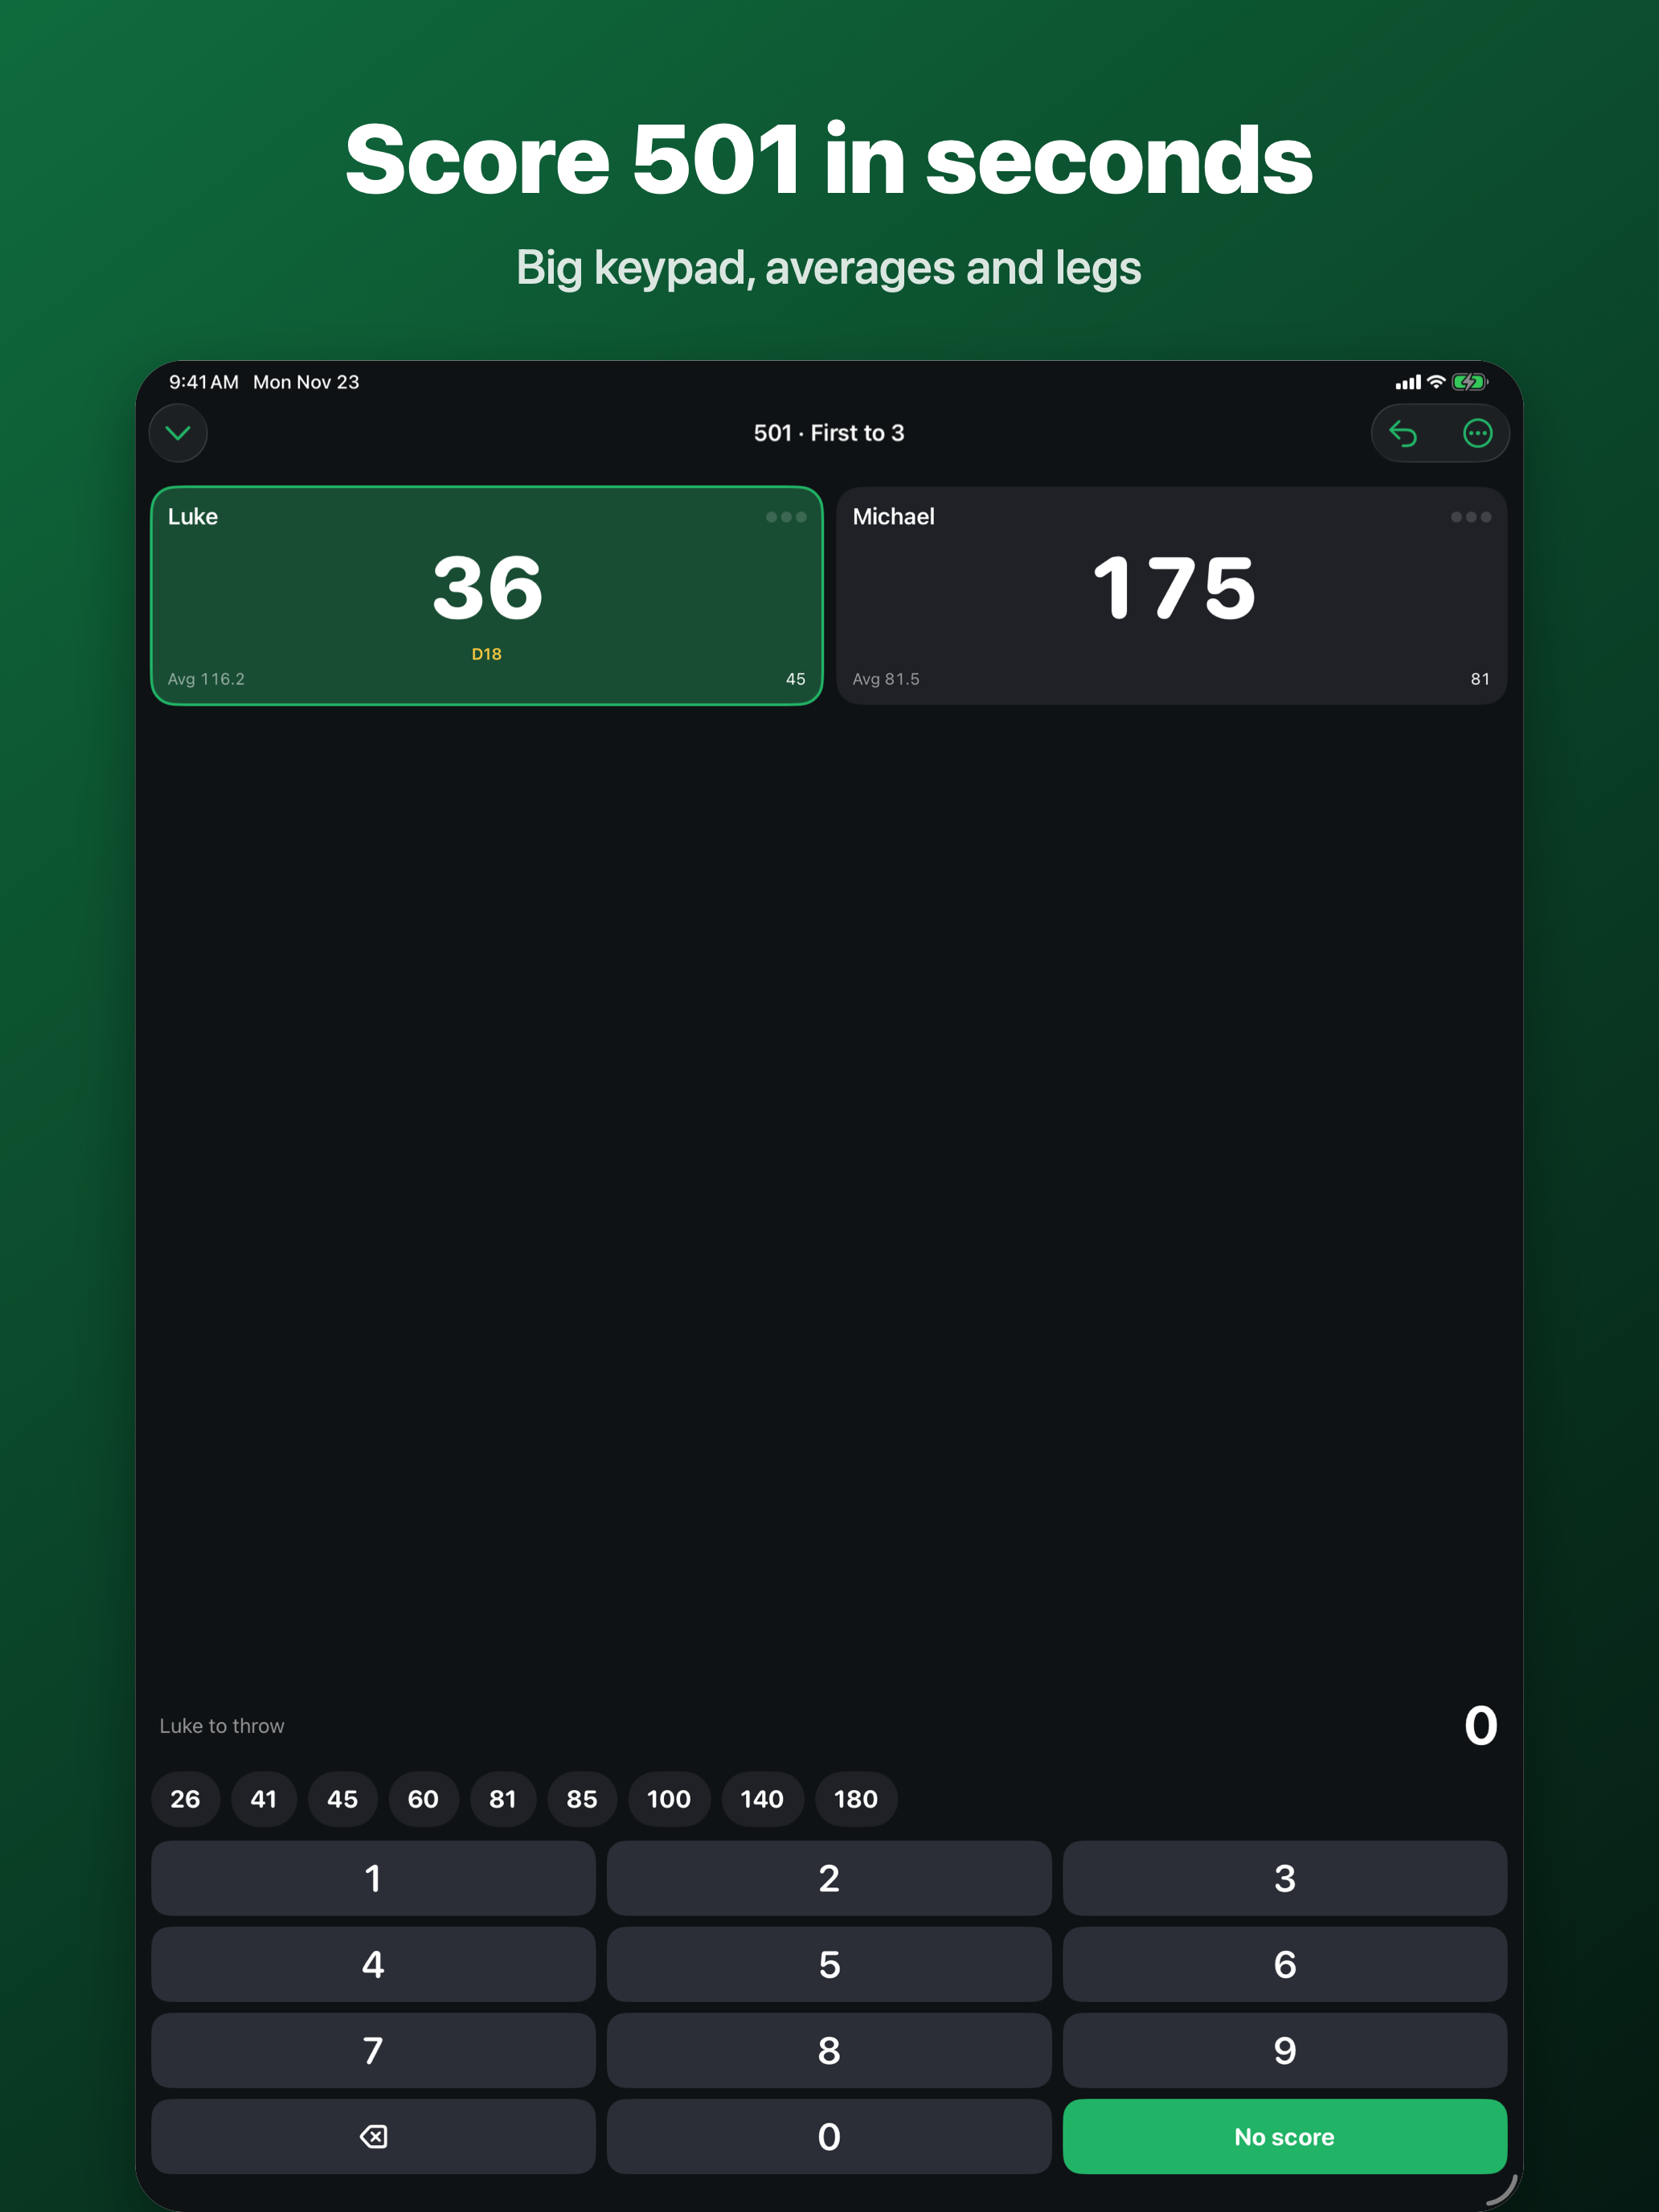 Score 501 in seconds
Big keypad, averages and legs
9:41 AM Mon Nov 23
501 · First to 3
Luke
36
D18
Avg 116.2
45
Michael
175
Avg 81.5
81
Luke to throw
0
26 41 45 60 81 85 100 140 180
1 2 3
4 5 6
7 8 9
0 No score